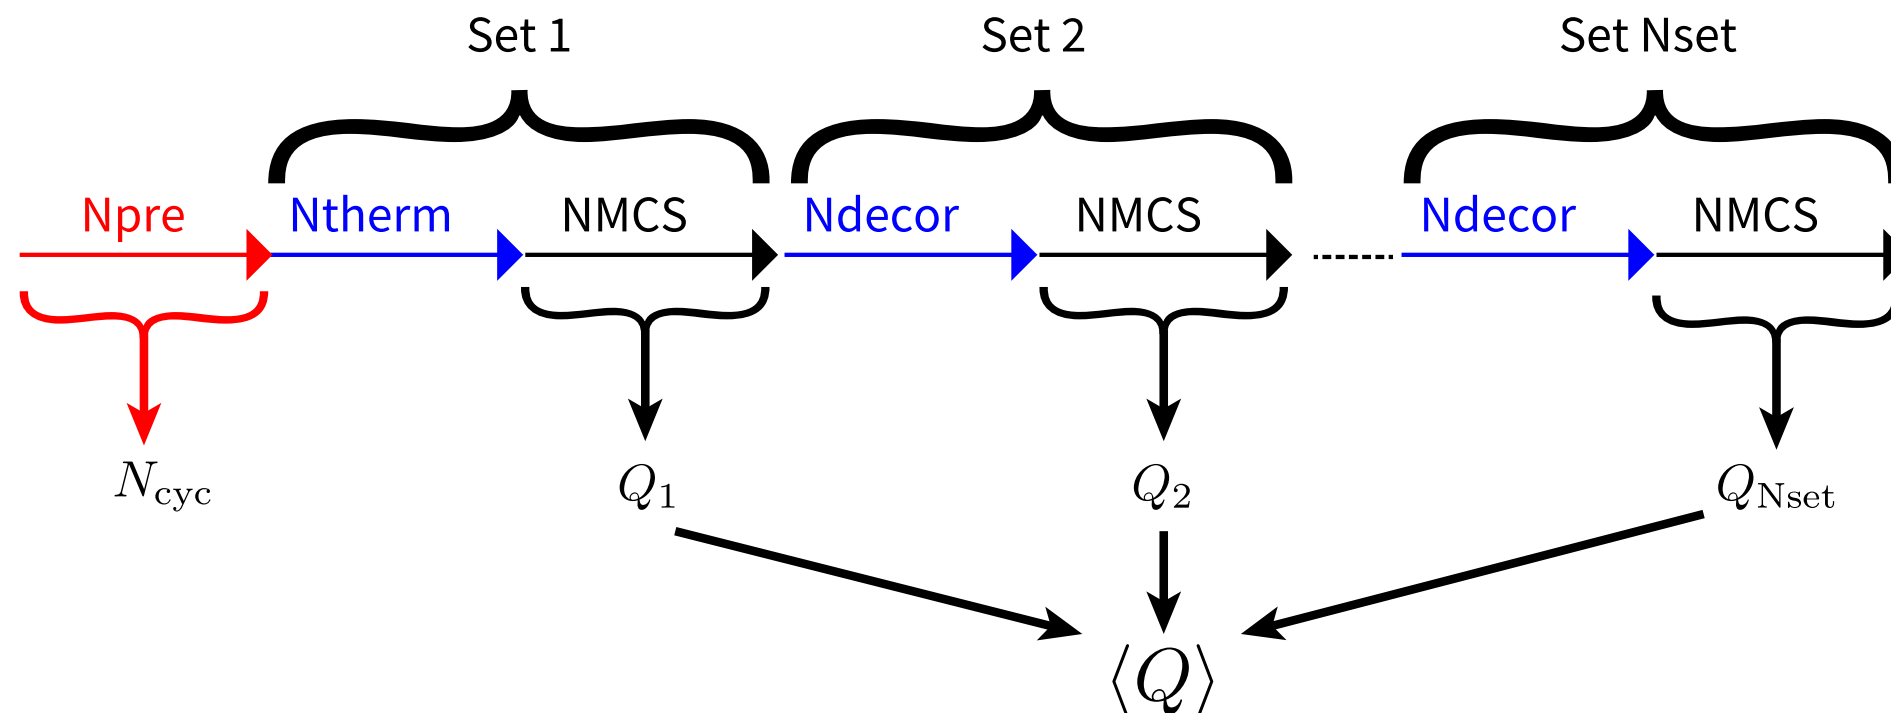 Set 1 Set 2 Set Nset
Npre Ntherm NMCS Ndecor NMCS Ndecor NMCS
N_cyc Q_1 Q_2 Q_Nset
⟨Q⟩